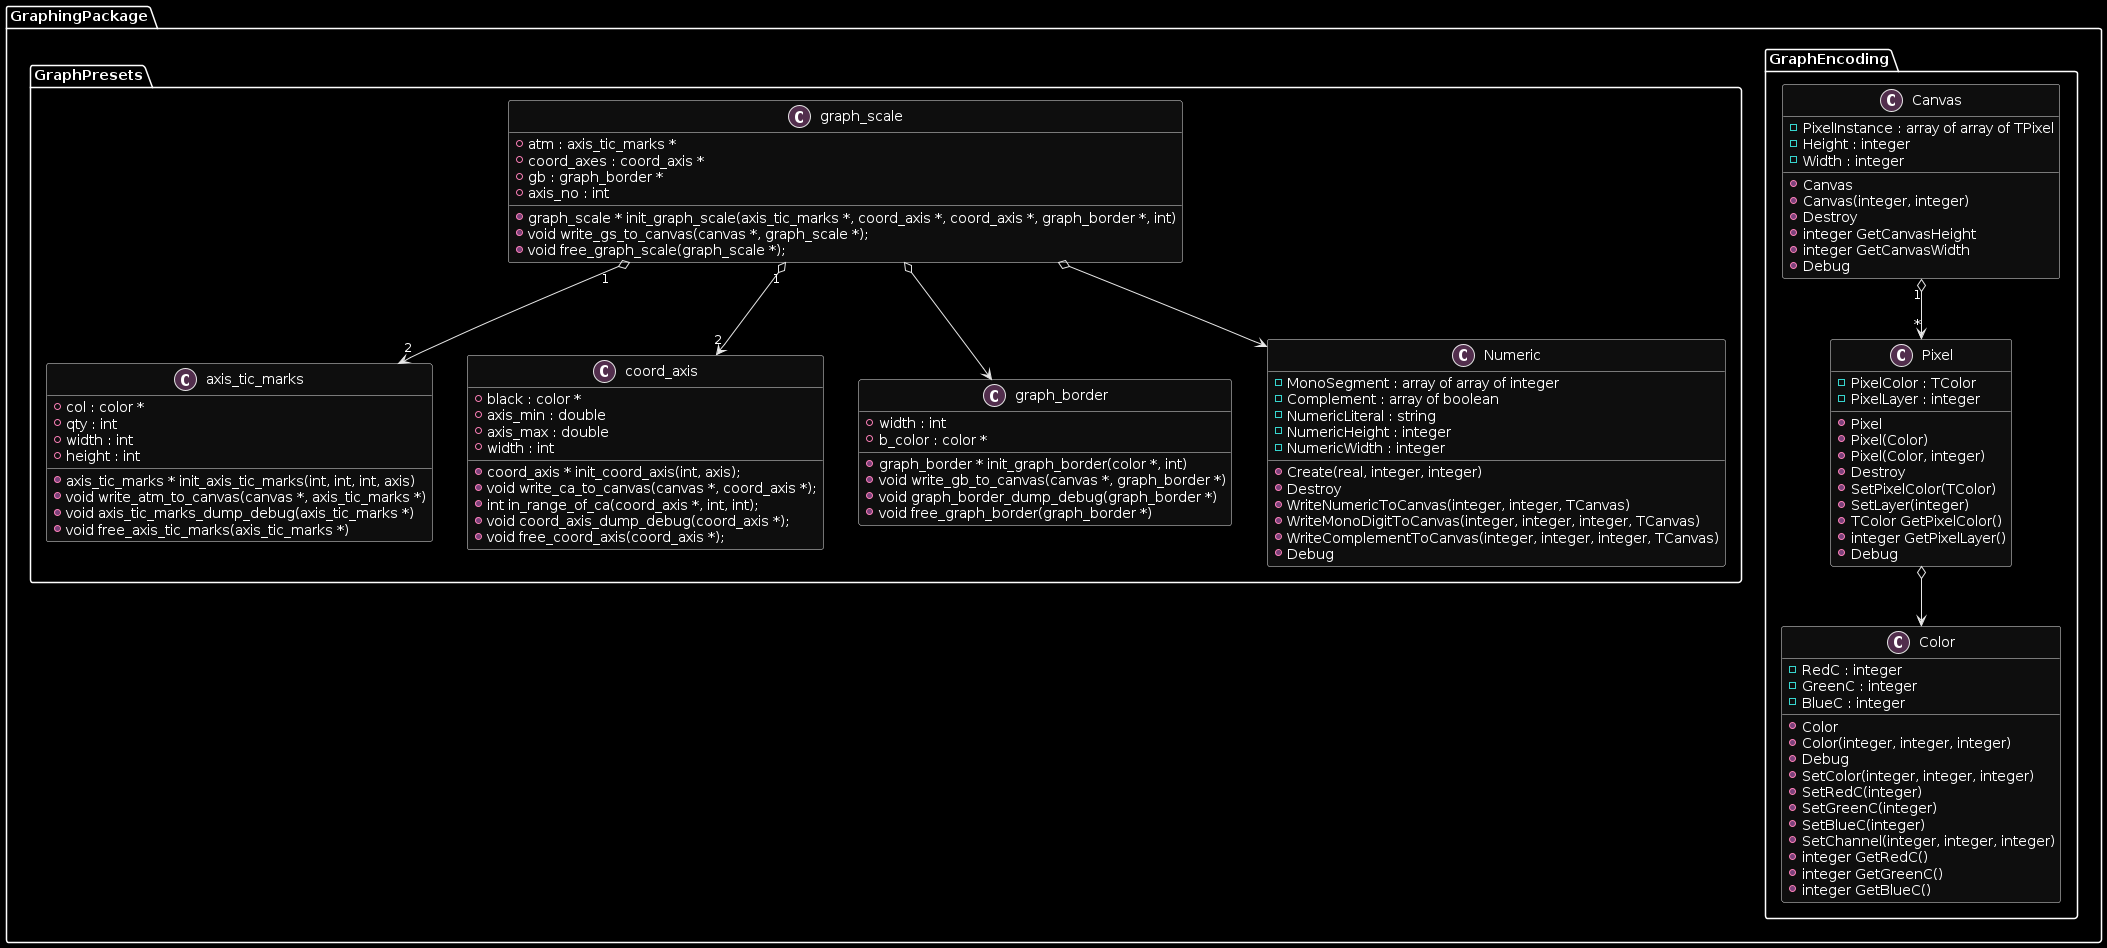 GraphingPackage
GraphPresets
graph_scale
atm : axis_tic_marks *
coord_axes : coord_axis *
gb : graph_border *
axis_no : int
graph_scale * init_graph_scale(axis_tic_marks *, coord_axis *, coord_axis *, graph_border *, int)
void write_gs_to_canvas(canvas *, graph_scale *);
void free_graph_scale(graph_scale *);
1
1
2
2
axis_tic_marks
col : color *
qty : int
width : int
height : int
axis_tic_marks * init_axis_tic_marks(int, int, int, axis)
void write_atm_to_canvas(canvas *, axis_tic_marks *)
void axis_tic_marks_dump_debug(axis_tic_marks *)
void free_axis_tic_marks(axis_tic_marks *)
coord_axis
black : color *
axis_min : double
axis_max : double
width : int
coord_axis * init_coord_axis(int, axis);
void write_ca_to_canvas(canvas *, coord_axis *);
int in_range_of_ca(coord_axis *, int, int);
void coord_axis_dump_debug(coord_axis *);
void free_coord_axis(coord_axis *);
graph_border
width : int
b_color : color *
graph_border * init_graph_border(color *, int)
void write_gb_to_canvas(canvas *, graph_border *)
void graph_border_dump_debug(graph_border *)
void free_graph_border(graph_border *)
Numeric
MonoSegment : array of array of integer
Complement : array of boolean
NumericLiteral : string
NumericHeight : integer
NumericWidth : integer
Create(real, integer, integer)
Destroy
WriteNumericToCanvas(integer, integer, TCanvas)
WriteMonoDigitToCanvas(integer, integer, integer, TCanvas)
WriteComplementToCanvas(integer, integer, integer, TCanvas)
Debug
GraphEncoding
Canvas
PixelInstance : array of array of TPixel
Height : integer
Width : integer
Canvas
Canvas(integer, integer)
Destroy
integer GetCanvasHeight
integer GetCanvasWidth
Debug
1
*
Pixel
PixelColor : TColor
PixelLayer : integer
Pixel
Pixel(Color)
Pixel(Color, integer)
Destroy
SetPixelColor(TColor)
SetLayer(integer)
TColor GetPixelColor()
integer GetPixelLayer()
Debug
Color
RedC : integer
GreenC : integer
BlueC : integer
Color
Color(integer, integer, integer)
Debug
SetColor(integer, integer, integer)
SetRedC(integer)
SetGreenC(integer)
SetBlueC(integer)
SetChannel(integer, integer, integer)
integer GetRedC()
integer GetGreenC()
integer GetBlueC()